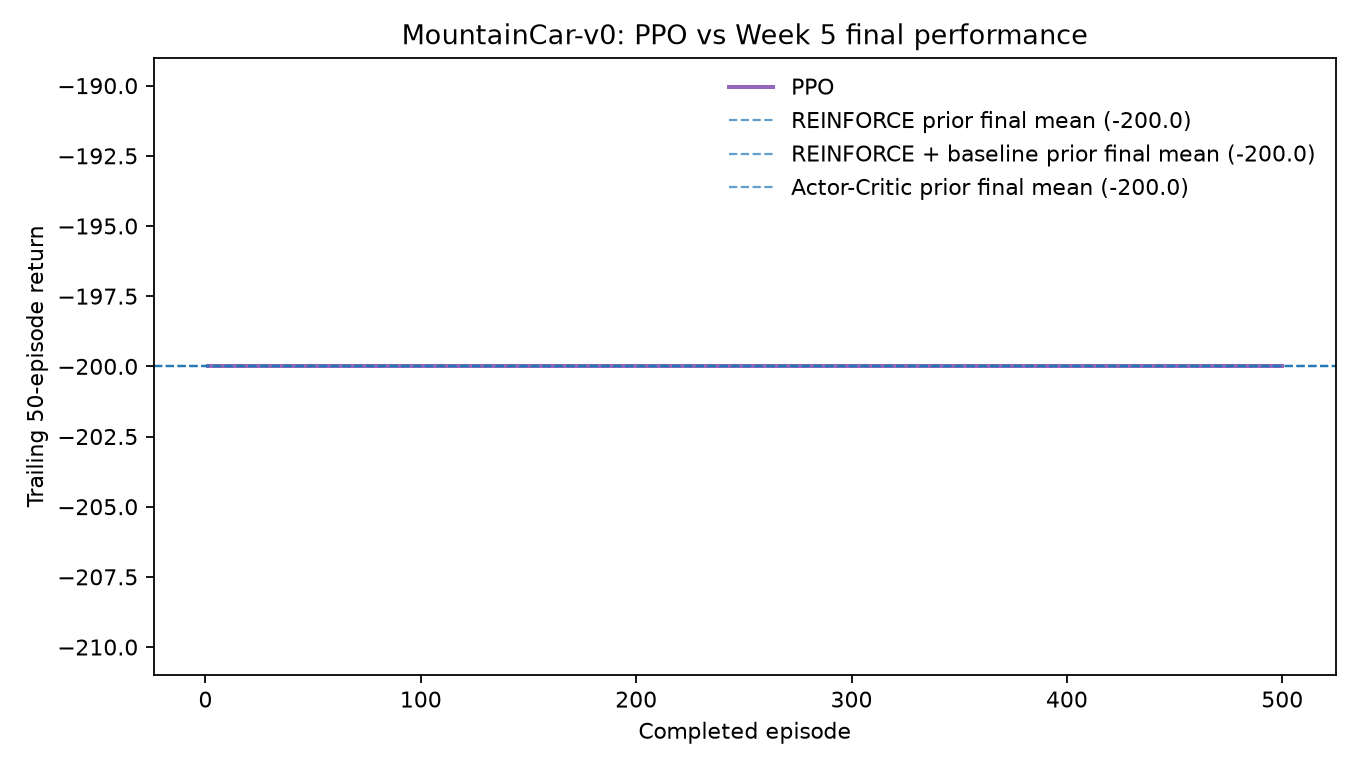 MountainCar-v0: PPO vs Week 5 final performance
PPO
REINFORCE prior final mean (-200.0)
REINFORCE + baseline prior final mean (-200.0)
Actor-Critic prior final mean (-200.0)
Trailing 50-episode return
−190.0
−192.5
−195.0
−197.5
−200.0
−202.5
−205.0
−207.5
−210.0
0 100 200 300 400 500
Completed episode